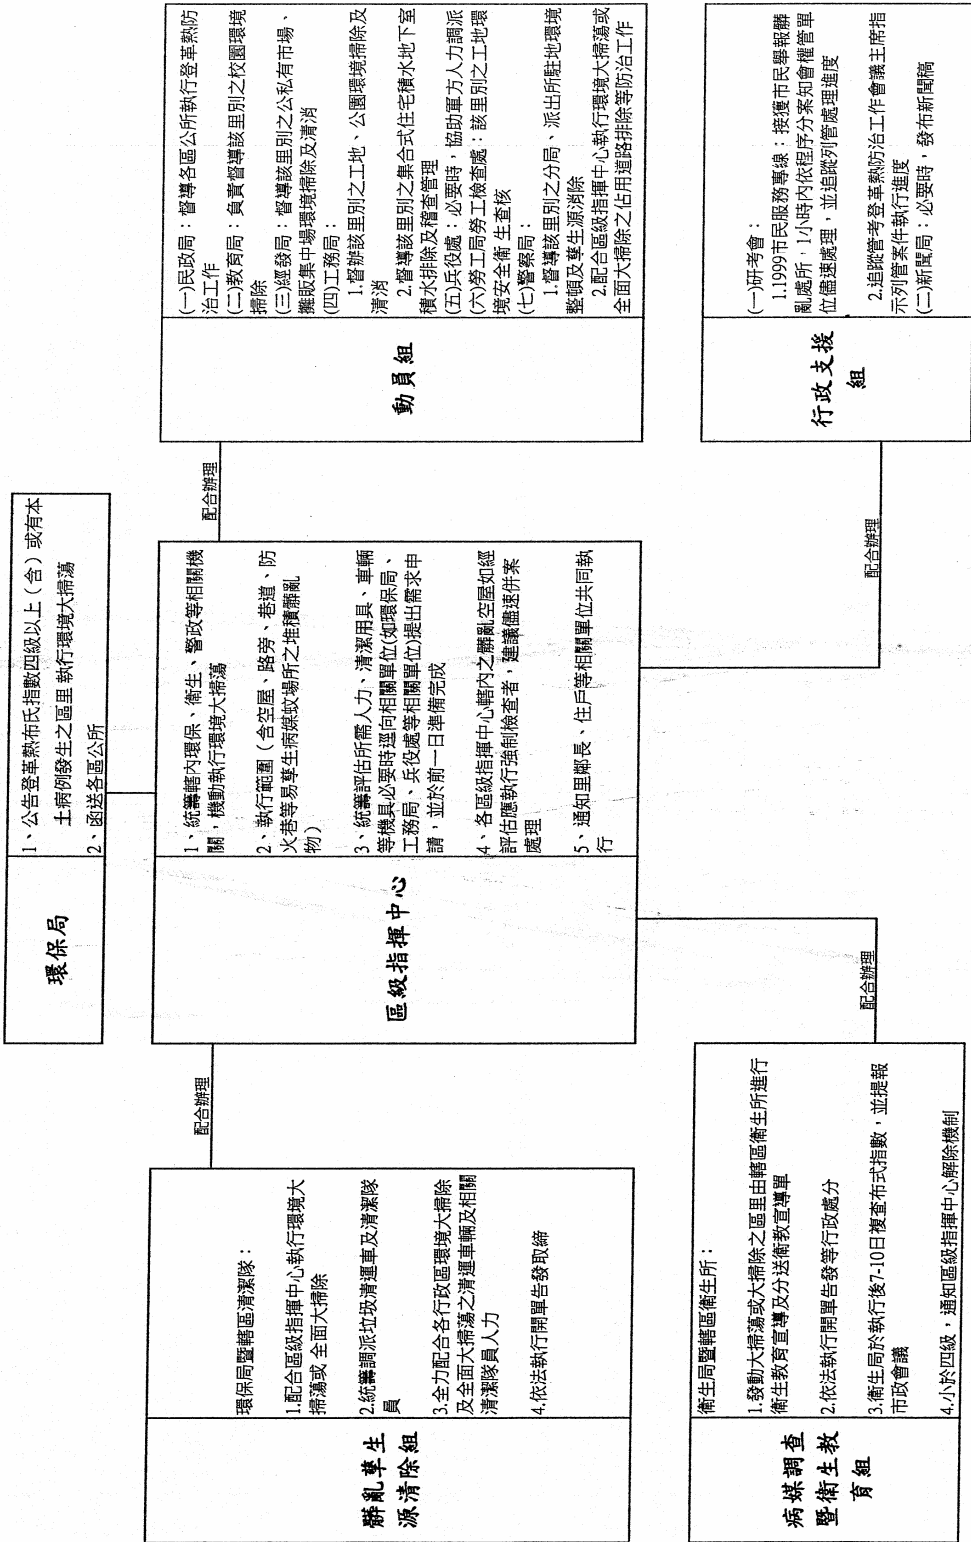 環保局
1、公告登革熱布氏指數四級以上（含）或有本
土病例發生之區里 執行環境大掃蕩
2、函送各區公所
區級指揮中心
1、統籌轄內環保、衛生、警政等相關機
關，機動執行環境大掃蕩
2、執行範圍（含空屋、路旁、巷道、防
火巷等易孳生病媒蚊場所之堆積髒亂
物）
3、統籌評估所需人力、清潔用具、車輛
等機具必要時逕向相關單位(如環保局、
工務局、兵役處等相關單位)提出需求申
請，並於前一日準備完成
4、各區級指揮中心轄內之髒亂空屋如經
評估應執行強制檢查者，建議儘速併案
處理
5、通知里鄰長、住戶等相關單位共同執
行
配合辦理
髒亂孳生
源清除組
環保局暨轄區清潔隊：
1.配合區級指揮中心執行環境大
掃蕩或 全面大掃除
2.統籌調派垃圾清運車及清潔隊
員
3.全力配合各行政區環境大掃除
及全面大掃蕩之清運車輛及相關
清潔隊員人力
4.依法執行開單告發取締
配合辦理
動員組
(一)民政局：督導各區公所執行登革熱防
治工作
(二)教育局：負責督導該里別之校園環境
掃除
(三)經發局：督導該里別之公私有市場、
攤販集中場環境掃除及清消
(四)工務局：
1.督辦該里別之工地、公園環境掃除及
清消
2.督導該里別之集合式住宅積水地下室
積水排除及稽查管理
(五)兵役處：必要時，協助軍方人力調派
(六)勞工局勞工檢查處：該里別之工地環
境安全衛生查核
(七)警察局：
1.督導該里別之分局、派出所駐地環境
整頓及孳生源消除
2.配合區級指揮中心執行環境大掃蕩或
全面大掃除之佔用道路排除等防治工作
配合辦理
病媒調查
暨衛生教
育組
衛生局暨轄區衛生所：
1.發動大掃蕩或大掃除之區里由轄區衛生所進行
衛生教育宣導及分送衛教宣導單
2.依法執行開單告發等行政處分
3.衛生局於執行後7-10日複查布式指數，並提報
市政會議
4.小於四級，通知區級指揮中心解除機制
配合辦理
行政支援
組
(一)研考會：
1.1999市民服務專線：接獲市民舉報髒
亂處所，1小時內依程序分案知會權管單
位儘速處理，並追蹤列管處理進度
2.追蹤管考登革熱防治工作會議主席指
示列管案件執行進度
(二)新聞局：必要時，發布新聞稿